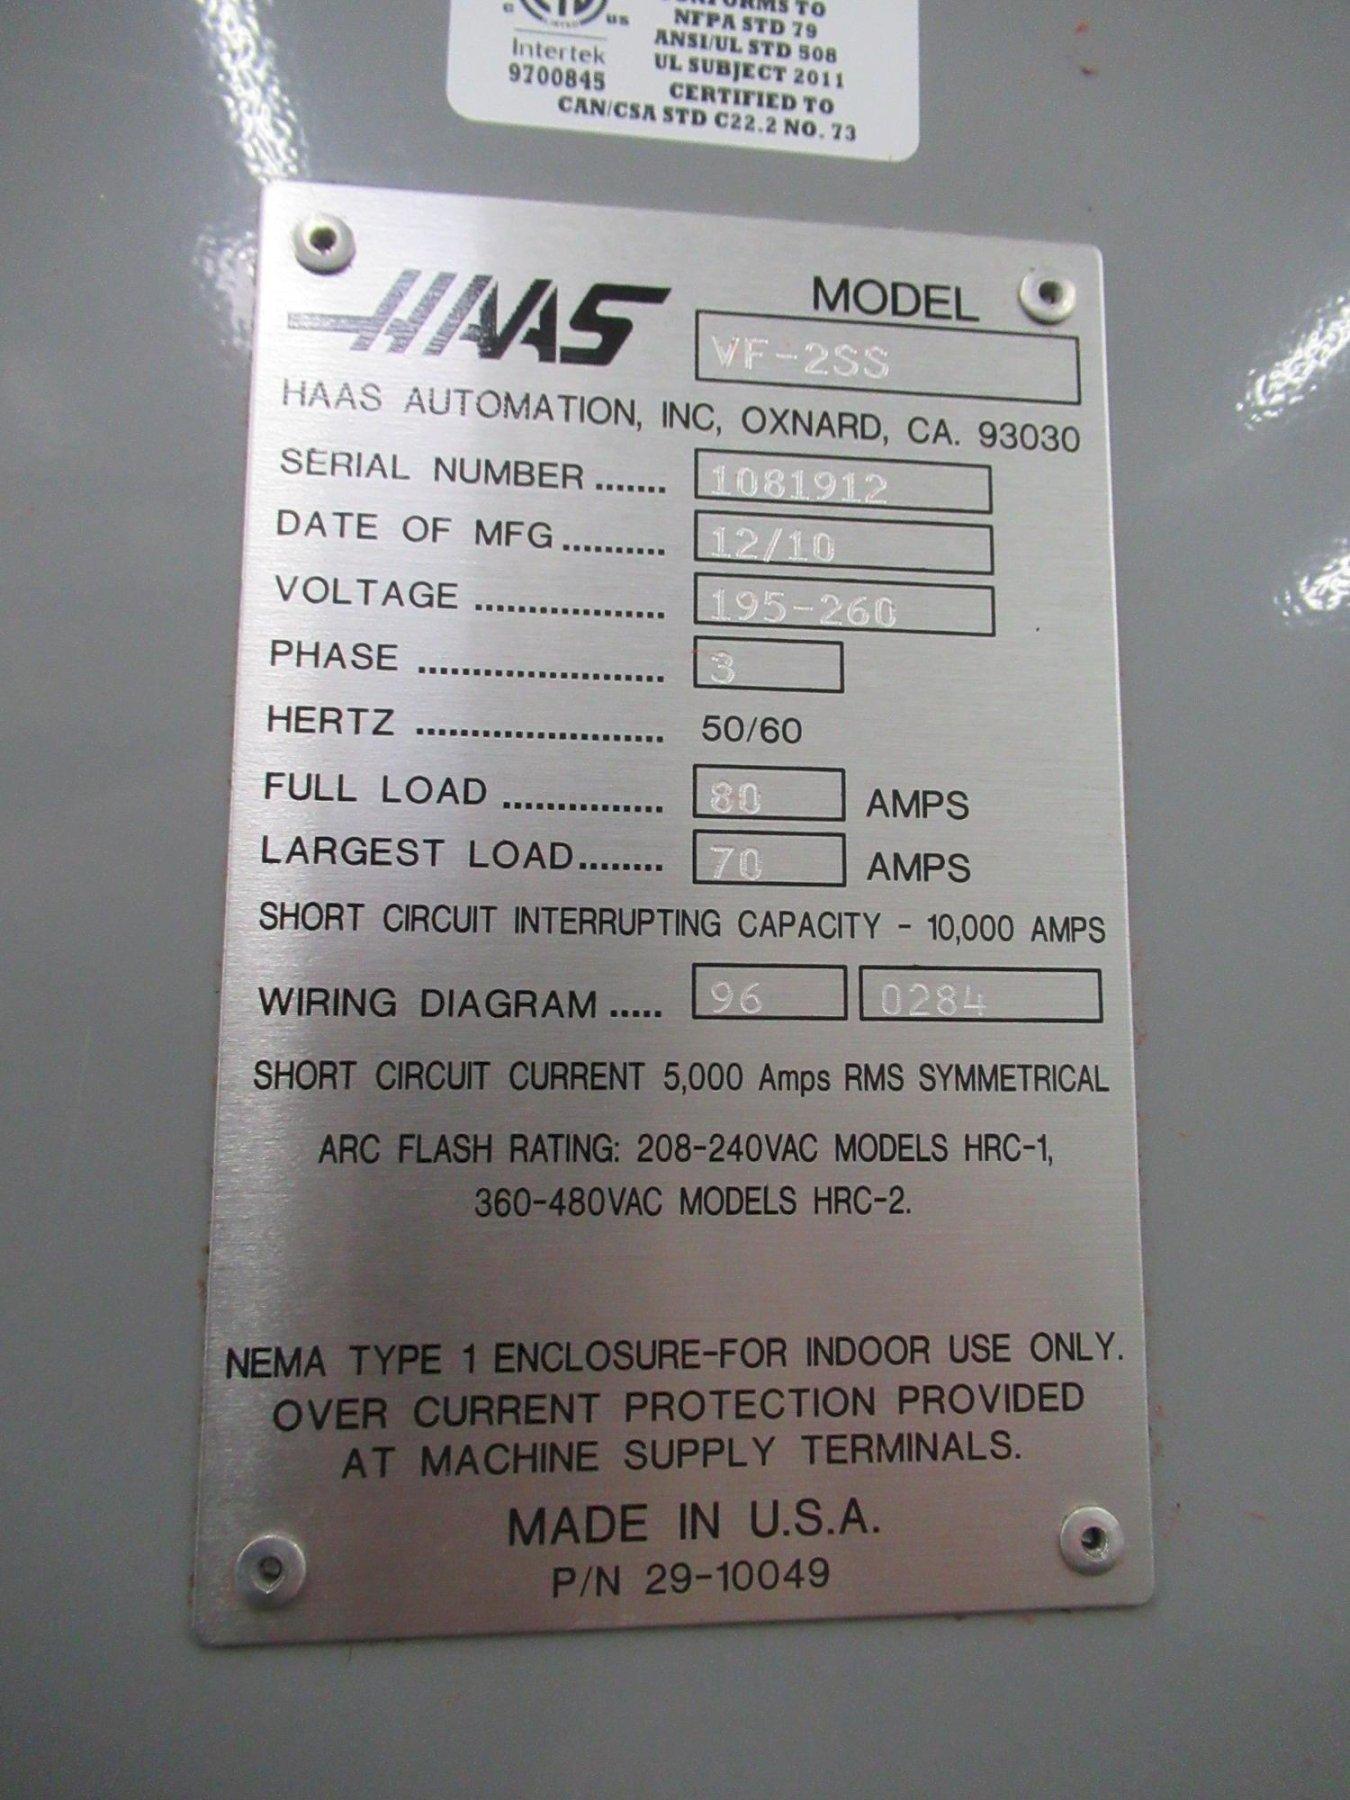 C
US
LISTED
Intertek
9700845
TO
NFPA STD 79
ANSI/UL STD 508
UL SUBJECT 2011
CERTIFIED TO
CAN/CSA STD C22.2 NO. 73
HAAS
MODEL
VF-2SS
HAAS AUTOMATION, INC, OXNARD, CA. 93030
SERIAL NUMBER ....... 1081912
DATE OF MFG .......... 12/10
VOLTAGE ................. 195-260
PHASE ...................... 3
HERTZ ...................... 50/60
FULL LOAD ............... 80 AMPS
LARGEST LOAD........ 70 AMPS
SHORT CIRCUIT INTERRUPTING CAPACITY - 10,000 AMPS
WIRING DIAGRAM ..... 96 0284
SHORT CIRCUIT CURRENT 5,000 Amps RMS SYMMETRICAL
ARC FLASH RATING: 208-240VAC MODELS HRC-1,
360-480VAC MODELS HRC-2.
NEMA TYPE 1 ENCLOSURE-FOR INDOOR USE ONLY.
OVER CURRENT PROTECTION PROVIDED
AT MACHINE SUPPLY TERMINALS.
MADE IN U.S.A.
P/N 29-10049